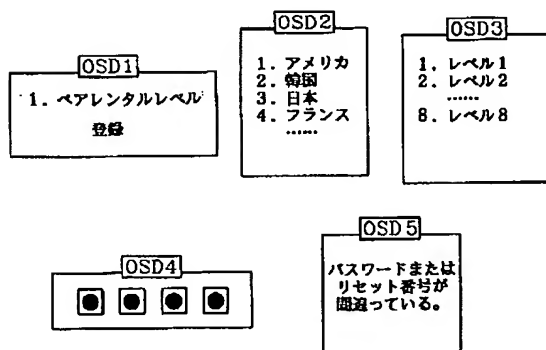 OSD1
1. ペアレンタルレベル
登録
OSD2
1. アメリカ
2.韓国
3. 日本
4. フランス
……
OSD3
1. レベル1
2. レベル2
……
8. レベル8
OSD4
OSD5
パスワードまたは
リセット番号が
間違っている。